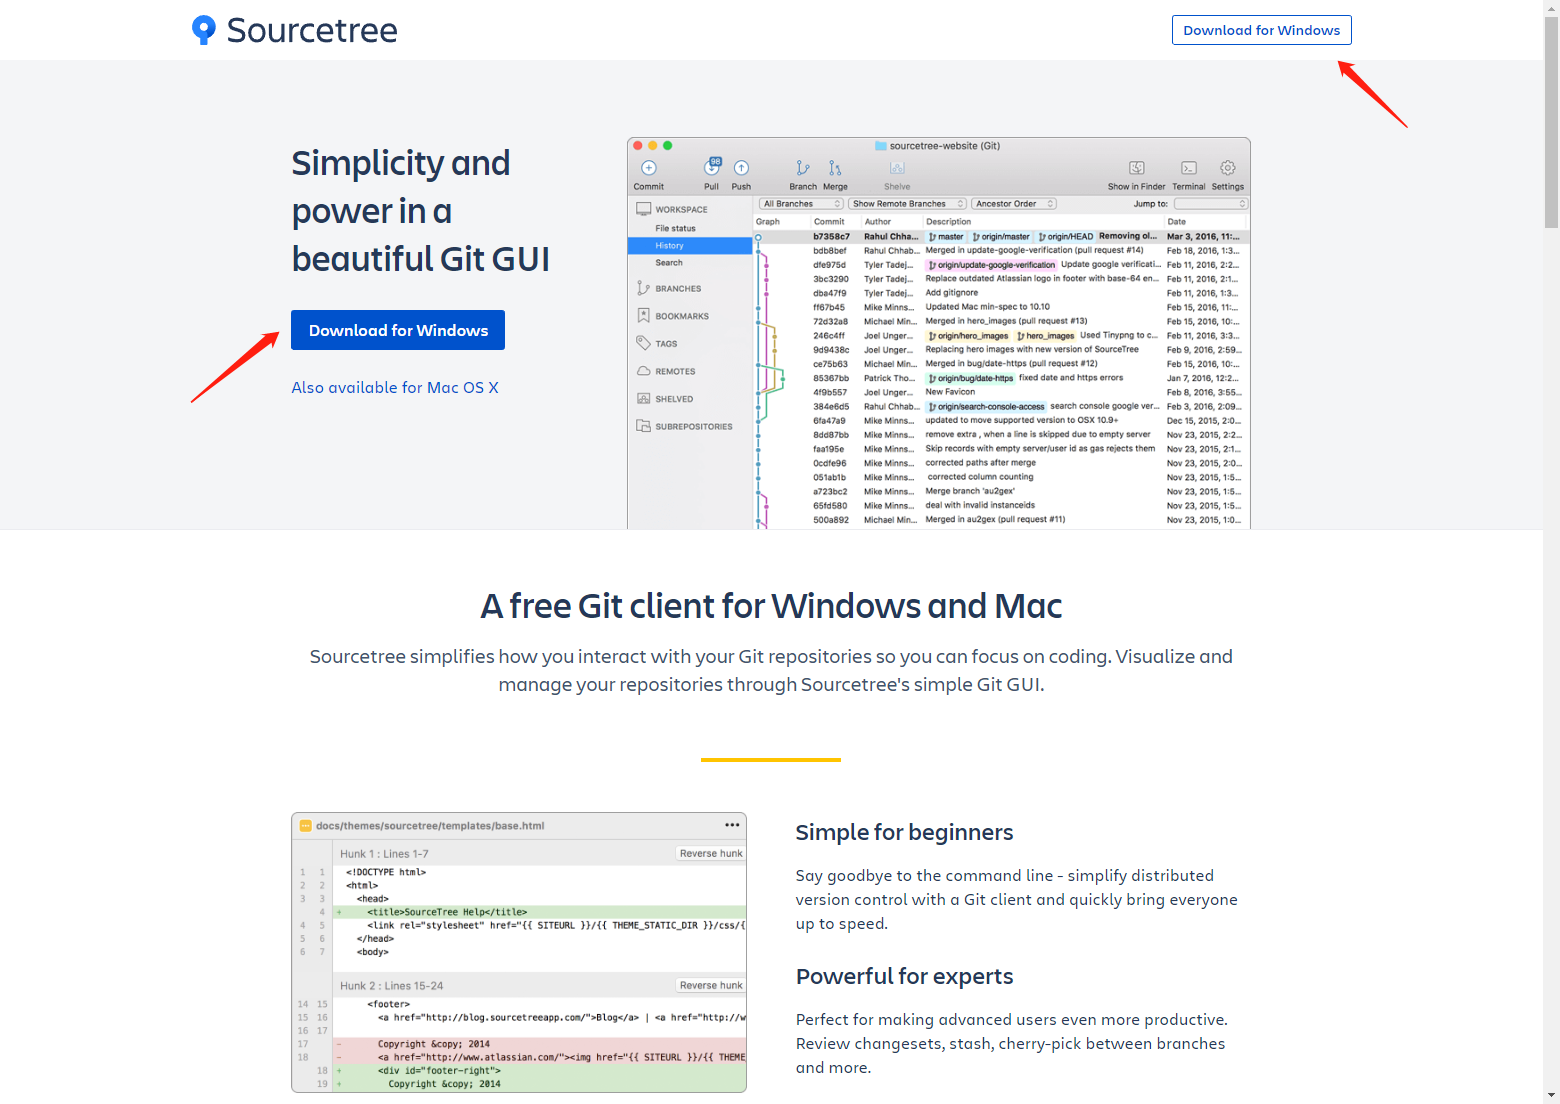 Sourcetree
Download for Windows
Simplicity and
power in a
beautiful Git GUI
Download for Windows
Also available for Mac OS X
sourcetree-website (Git)
Commit
98
Pull
Push
Branch
Merge
Shelve
Show in Finder
Terminal
Settings
WORKSPACE
File status
History
Search
BRANCHES
BOOKMARKS
TAGS
REMOTES
SHELVED
SUBREPOSITORIES
All Branches
Show Remote Branches
Ancestor Order
Jump to:
Graph Commit Author Description Date
b7358c7 Rahul Chha... master origin/master origin/HEAD Removing ol... Mar 3, 2016, 11:...
bdb8bef Rahul Chhab... Merged in update-google-verification (pull request #14) Feb 18, 2016, 1:3...
dfe975d Tyler Tadej... origin/update-google-verification Update google verificati... Feb 11, 2016, 2:2...
3bc3290 Tyler Tadej... Replace outdated Atlassian logo in footer with base-64 en... Feb 11, 2016, 2:1...
dba47f9 Tyler Tadej... Add gitignore Feb 11, 2016, 1:3...
ff67b45 Mike Minns... Updated Mac min-spec to 10.10 Feb 15, 2016, 11:...
72d32a8 Michael Min... Merged in hero_images (pull request #13) Feb 15, 2016, 10:...
246c4ff Joel Unger... origin/hero_images hero_images Used Tinypng to c... Feb 11, 2016, 3:3...
9d9438c Joel Unger... Replacing hero images with new version of SourceTree Feb 9, 2016, 2:59...
ce75b63 Michael Min... Merged in bug/date-https (pull request #12) Feb 15, 2016, 10:...
85367bb Patrick Tho... origin/bug/date-https fixed date and https errors Jan 7, 2016, 12:2...
4f9b557 Joel Unger... New Favicon Feb 8, 2016, 3:55...
384e6d5 Rahul Chhab... origin/search-console-access search console google ver... Feb 3, 2016, 2:09...
6fa47a9 Mike Minns... updated to move supported version to OSX 10.9+ Dec 15, 2015, 2:0...
8dd87bb Mike Minns... remove extra , when a line is skipped due to empty server Nov 23, 2015, 2:2...
faa195e Mike Minns... Skip records with empty server/user id as gas rejects them Nov 23, 2015, 2:1...
0cdfe96 Mike Minns... corrected paths after merge Nov 23, 2015, 2:0...
051ab1b Mike Minns... corrected column counting Nov 23, 2015, 1:5...
a723bc2 Mike Minns... Merge branch 'au2gex' Nov 23, 2015, 1:5...
65fd580 Mike Minns... deal with invalid instanceids Nov 23, 2015, 1:5...
500a892 Michael Min... Merged in au2gex (pull request #11) Nov 23, 2015, 1:0...
A free Git client for Windows and Mac
Sourcetree simplifies how you interact with your Git repositories so you can focus on coding. Visualize and
manage your repositories through Sourcetree's simple Git GUI.
docs/themes/sourcetree/templates/base.html
Hunk 1 : Lines 1-7 Reverse hunk
1 1 <!DOCTYPE html>
2 2 <html>
3 3 <head>
4 + <title>SourceTree Help</title>
4 5 <link rel="stylesheet" href="{{ SITEURL }}/{{ THEME_STATIC_DIR }}/css/{
5 6 </head>
6 7 <body>
Hunk 2 : Lines 15-24 Reverse hunk
14 15 <footer>
15 16 <a href="http://blog.sourcetreeapp.com/">Blog</a> | <a href="http://w
16 17
17 - Copyright &copy; 2014
18 - <a href="http://www.atlassian.com/"><img href="{{ SITEURL }}/{{ THEME
18 + <div id="footer-right">
19 + Copyright &copy; 2014
Simple for beginners
Say goodbye to the command line - simplify distributed
version control with a Git client and quickly bring everyone
up to speed.
Powerful for experts
Perfect for making advanced users even more productive.
Review changesets, stash, cherry-pick between branches
and more.